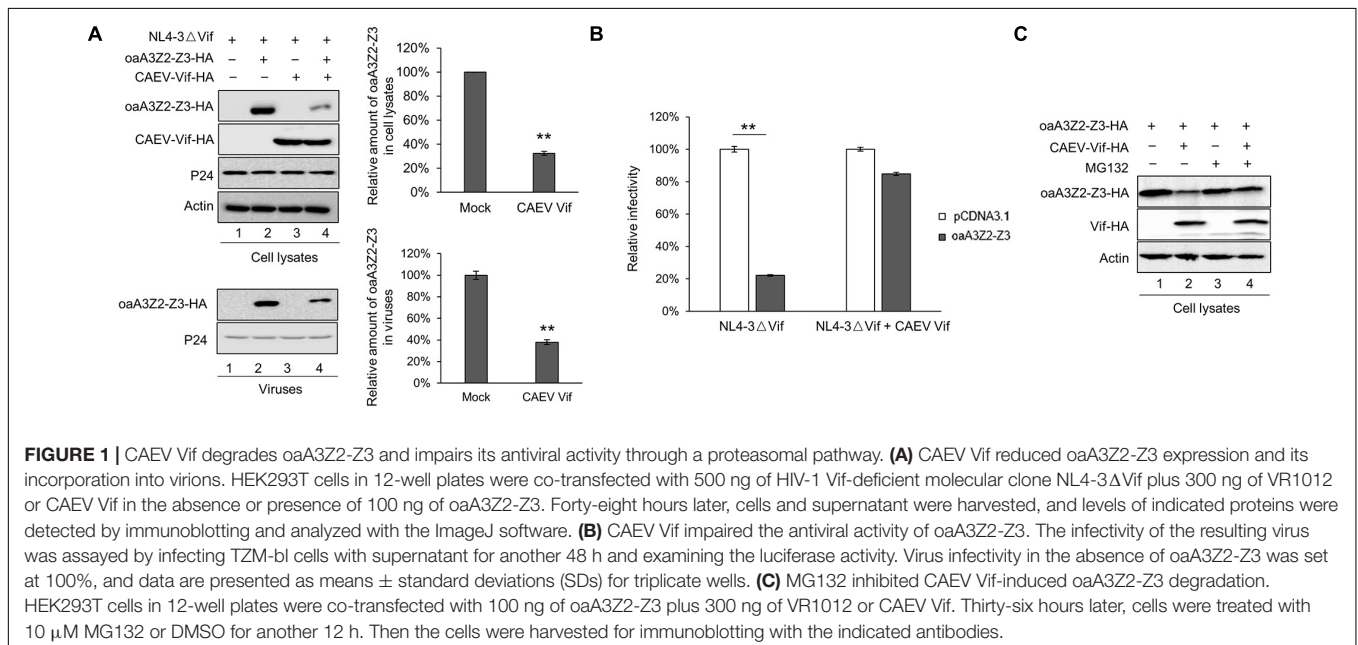 A
NL4-3△Vif + + + +
oaA3Z2-Z3-HA – + – +
CAEV-Vif-HA – – + +
oaA3Z2-Z3-HA
CAEV-Vif-HA
P24
Actin
1 2 3 4
Cell lysates
oaA3Z2-Z3-HA
P24
1 2 3 4
Viruses
Relative amount of oaA3Z2-Z3
in cell lysates
120%
100%
80%
60%
40%
20%
0%
**
Mock CAEV Vif
Relative amount of oaA3Z2-Z3
in viruses
120%
100%
80%
60%
40%
20%
0%
**
Mock CAEV Vif
B
Relative infectivity
120%
100%
80%
60%
40%
20%
0%
**
NL4-3△Vif NL4-3△Vif + CAEV Vif
pCDNA3.1
oaA3Z2-Z3
C
oaA3Z2-Z3-HA + + + +
CAEV-Vif-HA – + – +
MG132 – – + +
oaA3Z2-Z3-HA
Vif-HA
Actin
1 2 3 4
Cell lysates
FIGURE 1 | CAEV Vif degrades oaA3Z2-Z3 and impairs its antiviral activity through a proteasomal pathway. (A) CAEV Vif reduced oaA3Z2-Z3 expression and its
incorporation into virions. HEK293T cells in 12-well plates were co-transfected with 500 ng of HIV-1 Vif-deficient molecular clone NL4-3ΔVif plus 300 ng of VR1012
or CAEV Vif in the absence or presence of 100 ng of oaA3Z2-Z3. Forty-eight hours later, cells and supernatant were harvested, and levels of indicated proteins were
detected by immunoblotting and analyzed with the ImageJ software. (B) CAEV Vif impaired the antiviral activity of oaA3Z2-Z3. The infectivity of the resulting virus
was assayed by infecting TZM-bl cells with supernatant for another 48 h and examining the luciferase activity. Virus infectivity in the absence of oaA3Z2-Z3 was set
at 100%, and data are presented as means ± standard deviations (SDs) for triplicate wells. (C) MG132 inhibited CAEV Vif-induced oaA3Z2-Z3 degradation.
HEK293T cells in 12-well plates were co-transfected with 100 ng of oaA3Z2-Z3 plus 300 ng of VR1012 or CAEV Vif. Thirty-six hours later, cells were treated with
10 μM MG132 or DMSO for another 12 h. Then the cells were harvested for immunoblotting with the indicated antibodies.